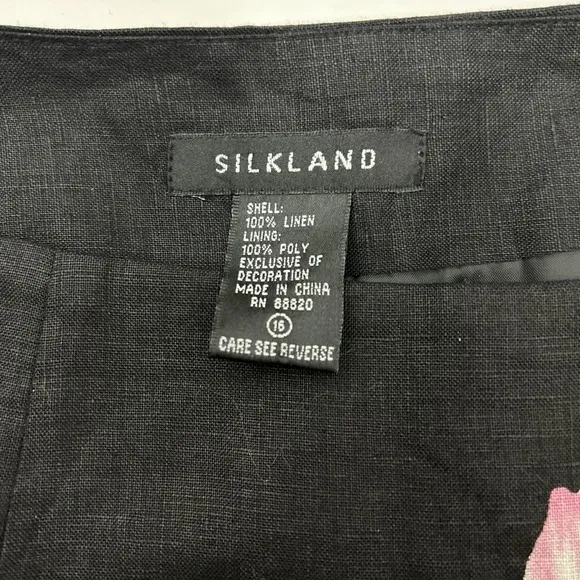 SILKLAND
SHELL:
100% LINEN
LINING:
100% POLY
EXCLUSIVE OF
DECORATION
MADE IN CHINA
RN 88820
16
CARE SEE REVERSE